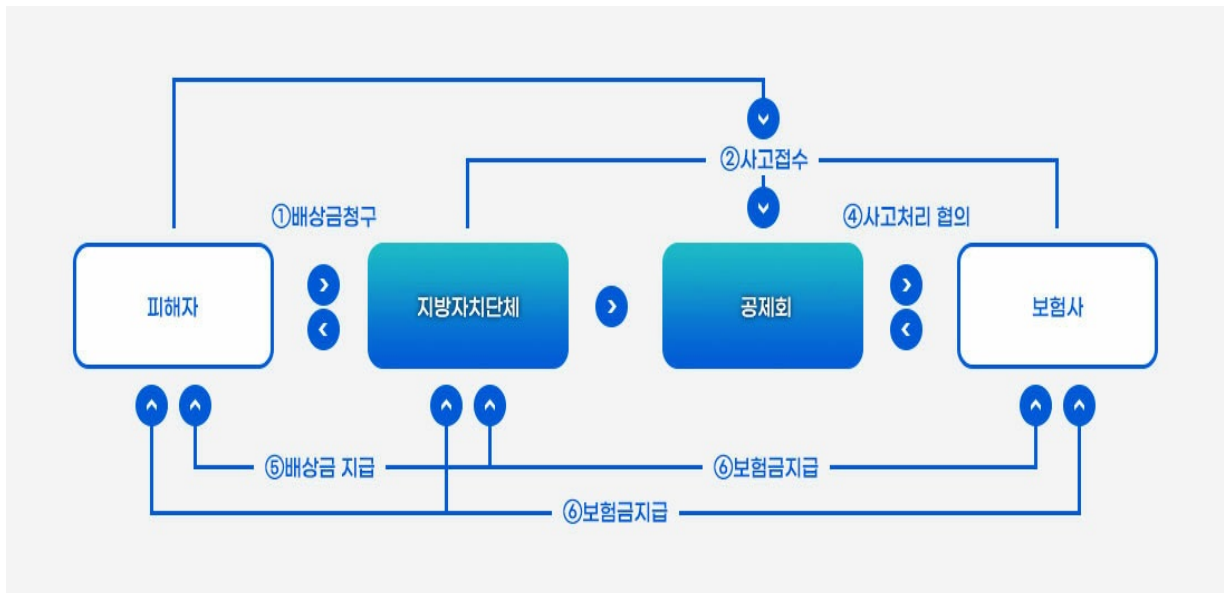 ②사고접수
①배상금청구
④사고처리 협의
피해자
지방자치단체
공제회
보험사
⑤배상금 지급
⑥보험금지급
⑥보험금지급